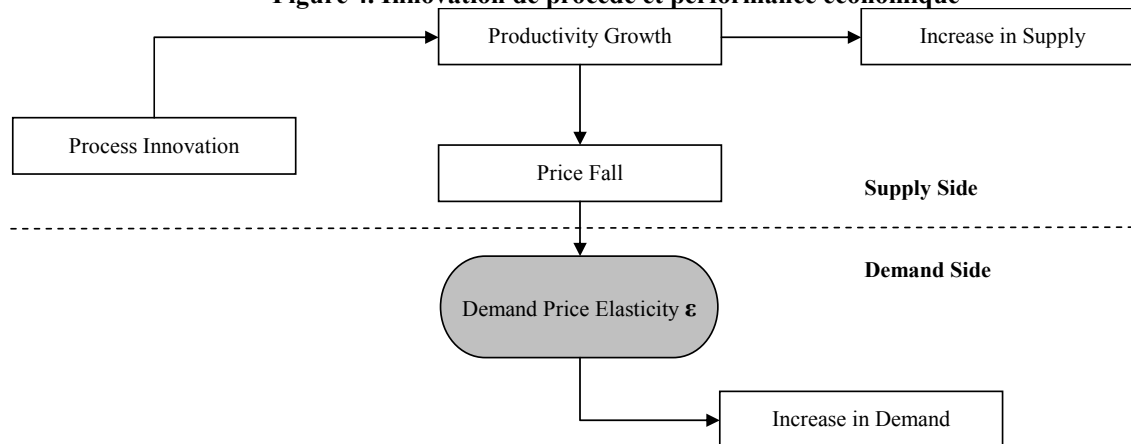 Figure 4. Innovation de procédé et performance économique
Productivity Growth
Increase in Supply
Process Innovation
Price Fall
Supply Side
Demand Side
Demand Price Elasticity ε
Increase in Demand